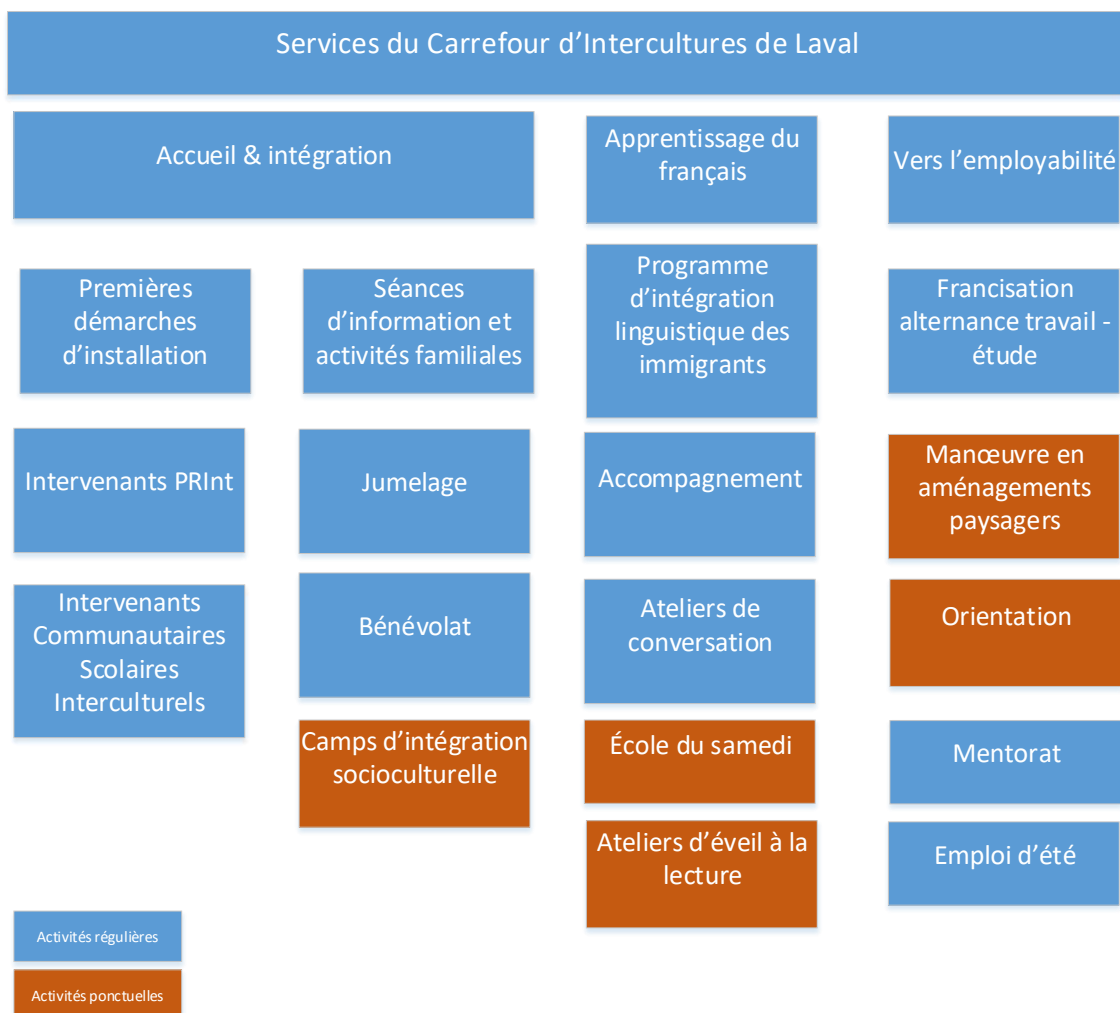 Services du Carrefour d'Intercultures de Laval
Accueil & intégration
Apprentissage du
français
Vers l'employabilité
Premières
démarches
d'installation
Séances
d'information et
activités familiales
Programme
d'intégration
linguistique des
immigrants
Francisation
alternance travail -
étude
Intervenants PRInt
Jumelage
Accompagnement
Manœuvre en
aménagements
paysagers
Intervenants
Communautaires
Scolaires
Interculturels
Bénévolat
Ateliers de
conversation
Orientation
Camps d'intégration
socioculturelle
École du samedi
Mentorat
Ateliers d'éveil à la
lecture
Emploi d'été
Activités régulières
Activités ponctuelles